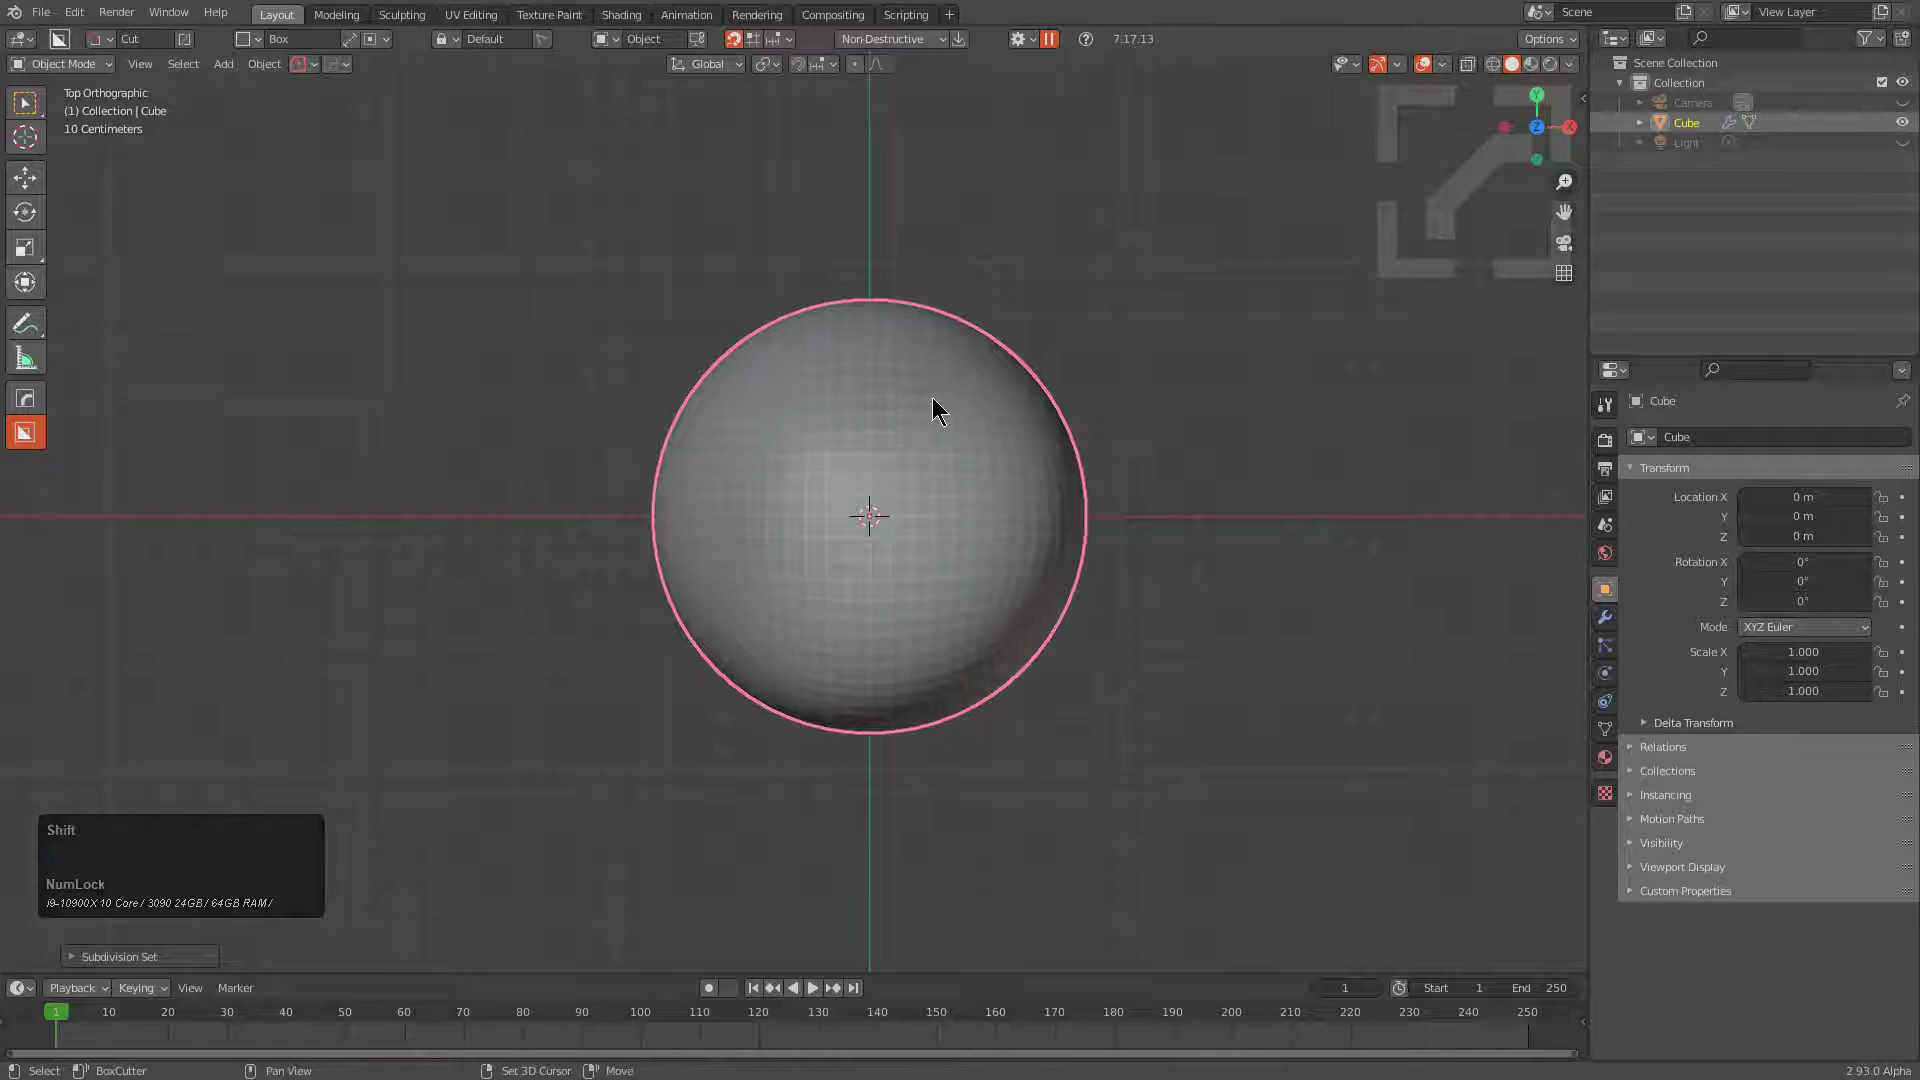 File Edit Render Window Help Layout Modeling Sculpting UV Editing Texture Paint Shading Animation Rendering Compositing Scripting + Scene View Layer
Cut Box Default Object Non-Destructive 7.17.13 Options
Object Mode View Select Add Object Global
Top Orthographic
(1) Collection | Cube
10 Centimeters
Y
Z
X
Scene Collection
Collection
Camera
Cube
Light
Cube
Cube
Transform
Location X 0 m
Y 0 m
Z 0 m
Rotation X 0°
Y 0°
Z 0°
Mode XYZ Euler
Scale X 1.000
Y 1.000
Z 1.000
Delta Transform
Relations
Collections
Instancing
Motion Paths
Visibility
Viewport Display
Custom Properties
Shift
NumLock
i9-10900X 10 Core / 3090 24GB / 64GB RAM /
Subdivision Set
Playback Keying View Marker 1 Start 1 End 250
1 10 20 30 40 50 60 70 80 90 100 110 120 130 140 150 160 170 180 190 200 210 220 230 240 250
Select BoxCutter Pan View Set 3D Cursor Move 2.93.0 Alpha